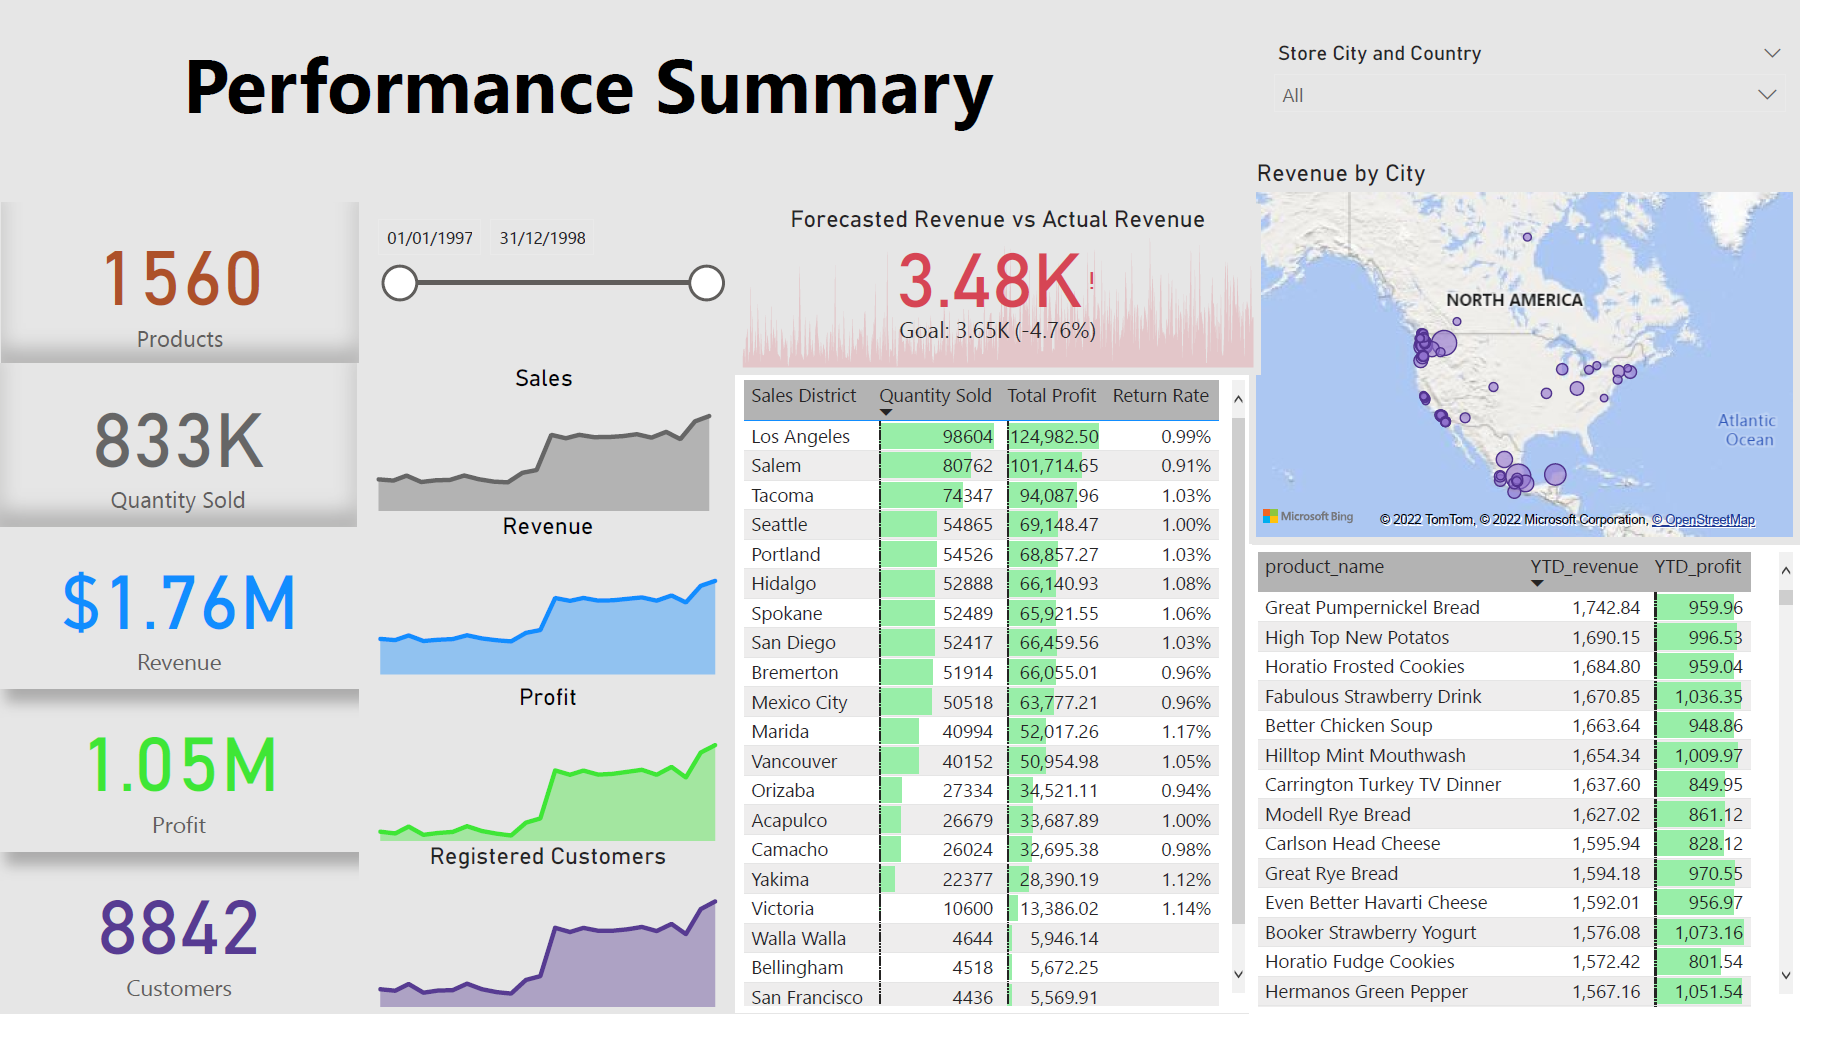 Performance Summary
Store City and Country
All
1560
Products
833K
Quantity Sold
$1.76M
Revenue
1.05M
Profit
8842
Customers
01/01/1997 31/12/1998
Sales
Revenue
Profit
Registered Customers
Forecasted Revenue vs Actual Revenue
3.48K!
Goal: 3.65K (-4.76%)
Sales District Quantity Sold Total Profit Return Rate
Los Angeles 98604 124,982.50 0.99%
Salem 80762 101,714.65 0.91%
Tacoma 74347 94,087.96 1.03%
Seattle 54865 69,148.47 1.00%
Portland 54526 68,857.27 1.03%
Hidalgo 52888 66,140.93 1.08%
Spokane 52489 65,921.55 1.06%
San Diego 52417 66,459.56 1.03%
Bremerton 51914 66,055.01 0.96%
Mexico City 50518 63,777.21 0.96%
Marida 40994 52,017.26 1.17%
Vancouver 40152 50,954.98 1.05%
Orizaba 27334 34,521.11 0.94%
Acapulco 26679 33,687.89 1.00%
Camacho 26024 32,695.38 0.98%
Yakima 22377 28,390.19 1.12%
Victoria 10600 13,386.02 1.14%
Walla Walla 4644 5,946.14
Bellingham 4518 5,672.25
San Francisco 4436 5,569.91
Revenue by City
NORTH AMERICA
Atlantic
Ocean
Microsoft Bing
© 2022 TomTom, © 2022 Microsoft Corporation, © OpenStreetMap
product_name YTD_revenue YTD_profit
Great Pumpernickel Bread 1,742.84 959.96
High Top New Potatos 1,690.15 996.53
Horatio Frosted Cookies 1,684.80 959.04
Fabulous Strawberry Drink 1,670.85 1,036.35
Better Chicken Soup 1,663.64 948.86
Hilltop Mint Mouthwash 1,654.34 1,009.97
Carrington Turkey TV Dinner 1,637.60 849.95
Modell Rye Bread 1,627.02 861.12
Carlson Head Cheese 1,595.94 828.12
Great Rye Bread 1,594.18 970.55
Even Better Havarti Cheese 1,592.01 956.97
Booker Strawberry Yogurt 1,576.08 1,073.16
Horatio Fudge Cookies 1,572.42 801.54
Hermanos Green Pepper 1,567.16 1,051.54